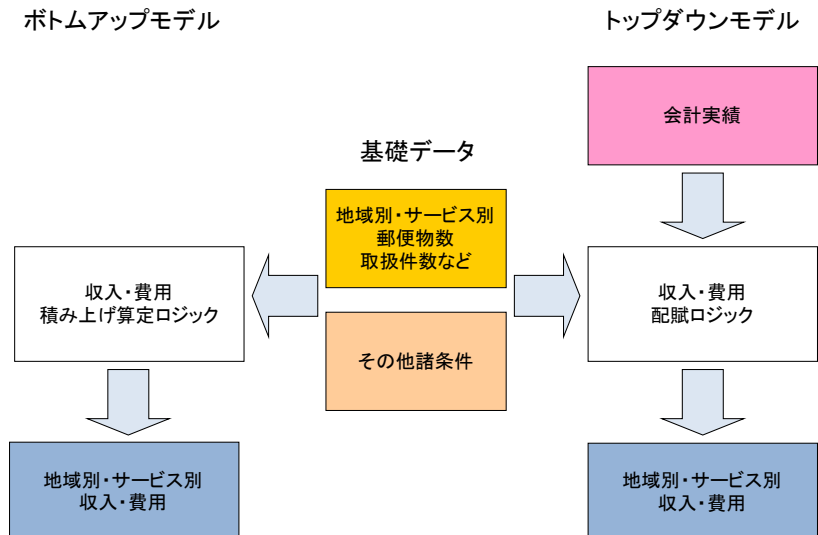 ボトムアップモデル
トップダウンモデル
会計実績
基礎データ
地域別・サービス別
郵便物数
取扱件数など
収入・費用
積み上げ算定ロジック
収入・費用
配賦ロジック
その他諸条件
地域別・サービス別
収入・費用
地域別・サービス別
収入・費用